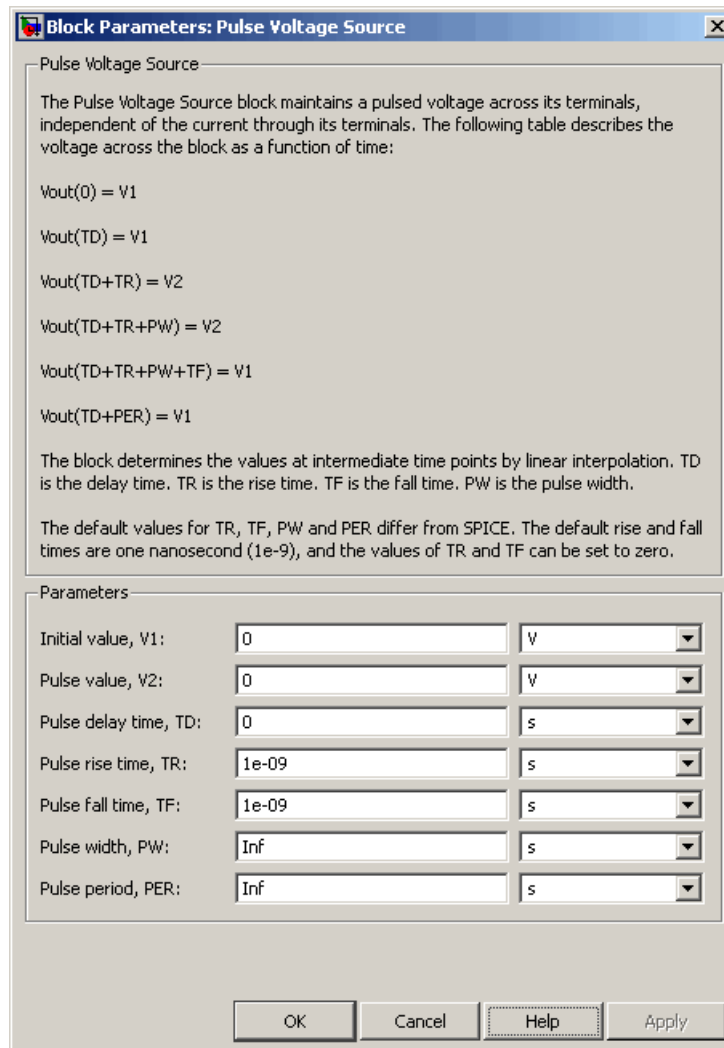 Block Parameters: Pulse Voltage Source
Pulse Voltage Source
The Pulse Voltage Source block maintains a pulsed voltage across its terminals,
independent of the current through its terminals. The following table describes the
voltage across the block as a function of time:
Vout(0) = V1
Vout(TD) = V1
Vout(TD+TR) = V2
Vout(TD+TR+PW) = V2
Vout(TD+TR+PW+TF) = V1
Vout(TD+PER) = V1
The block determines the values at intermediate time points by linear interpolation. TD
is the delay time. TR is the rise time. TF is the fall time. PW is the pulse width.
The default values for TR, TF, PW and PER differ from SPICE. The default rise and fall
times are one nanosecond (1e-9), and the values of TR and TF can be set to zero.
Parameters
Initial value, V1: 0 V
Pulse value, V2: 0 V
Pulse delay time, TD: 0 s
Pulse rise time, TR: 1e-09 s
Pulse fall time, TF: 1e-09 s
Pulse width, PW: Inf s
Pulse period, PER: Inf s
OK Cancel Help Apply